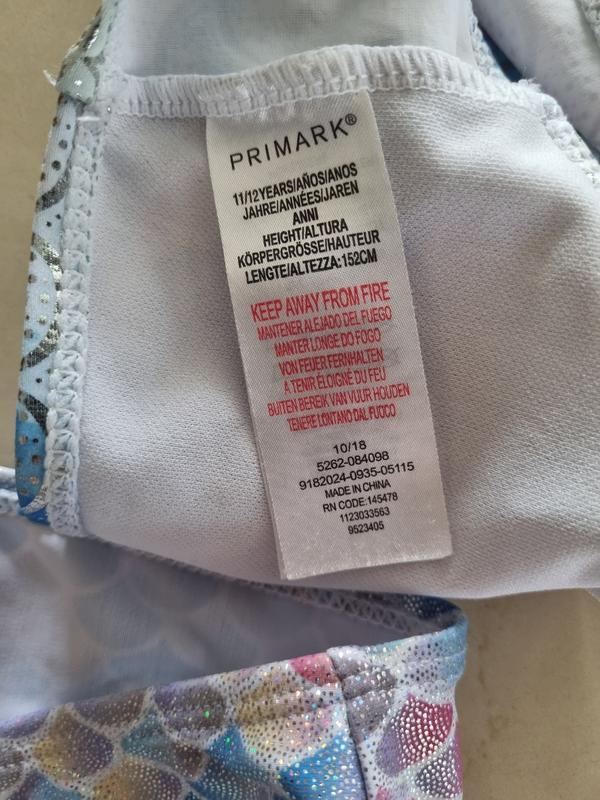 PRIMARK®
11/12YEARS/AÑOS/ANOS
JAHRE/ANNÉES/JAREN
ANNI
HEIGHT/ALTURA
KÖRPERGRÖSSE/HAUTEUR
LENGTE/ALTEZZA:152CM
KEEP AWAY FROM FIRE
MANTENER ALEJADO DEL FUEGO
MANTER LONGE DO FOGO
VON FEUER FERNHALTEN
A TENIR ÉLOIGNÉ DU FEU
BUITEN BEREIK VAN VUUR HOUDEN
TENERE LONTANO DAL FUOCO
10/18
5262-084098
9182024-0935-05115
MADE IN CHINA
RN CODE:145478
1123033563
9523405